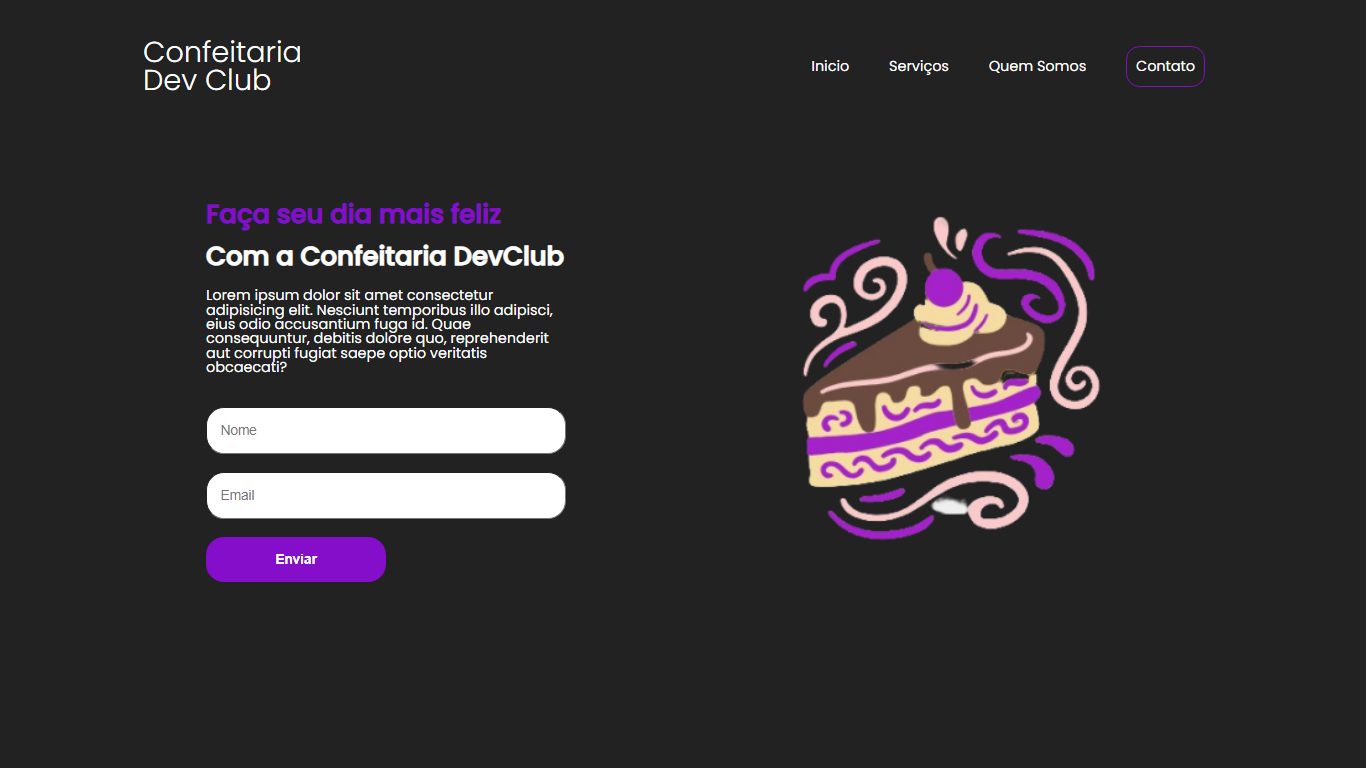 Confeitaria
Dev Club
Inicio
Serviços
Quem Somos
Contato
Faça seu dia mais feliz
Com a Confeitaria DevClub
Lorem ipsum dolor sit amet consectetur
adipisicing elit. Nesciunt temporibus illo adipisci,
eius odio accusantium fuga id. Quae
consequuntur, debitis dolore quo, reprehenderit
aut corrupti fugiat saepe optio veritatis
obcaecati?
Nome
Email
Enviar